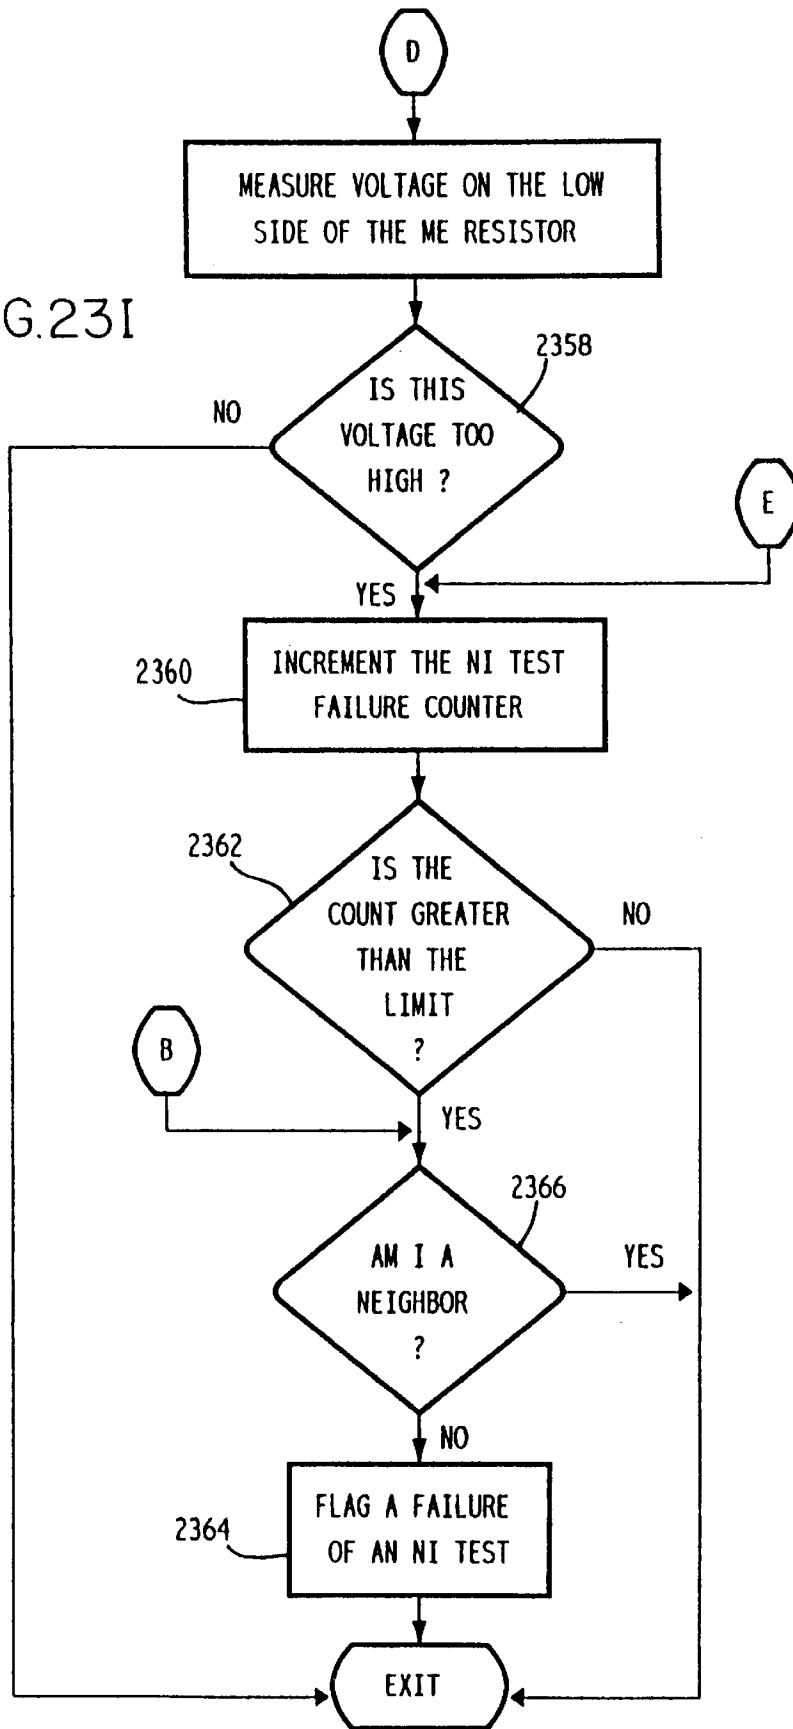 D
MEASURE VOLTAGE ON THE LOW
SIDE OF THE ME RESISTOR
G.23I
2358
IS THIS
VOLTAGE TOO
HIGH ?
NO
E
YES
2360
INCREMENT THE NI TEST
FAILURE COUNTER
2362
IS THE
COUNT GREATER
THAN THE
LIMIT
?
NO
B
YES
2366
AM I A
NEIGHBOR
?
YES
NO
2364
FLAG A FAILURE
OF AN NI TEST
EXIT